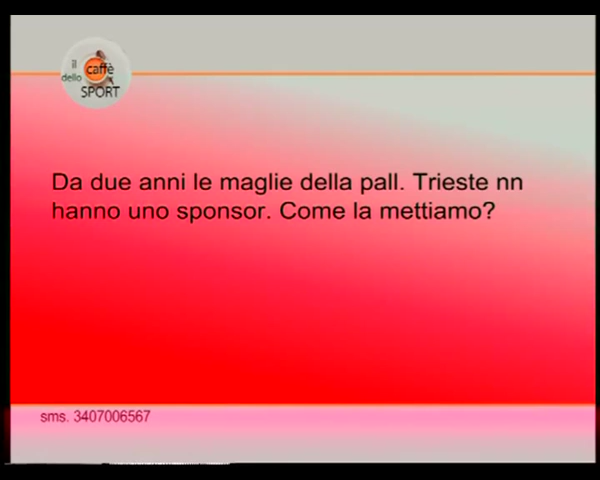 il
caffè
dello
SPORT
Da due anni le maglie della pall. Trieste nn
hanno uno sponsor. Come la mettiamo?
sms. 3407006567